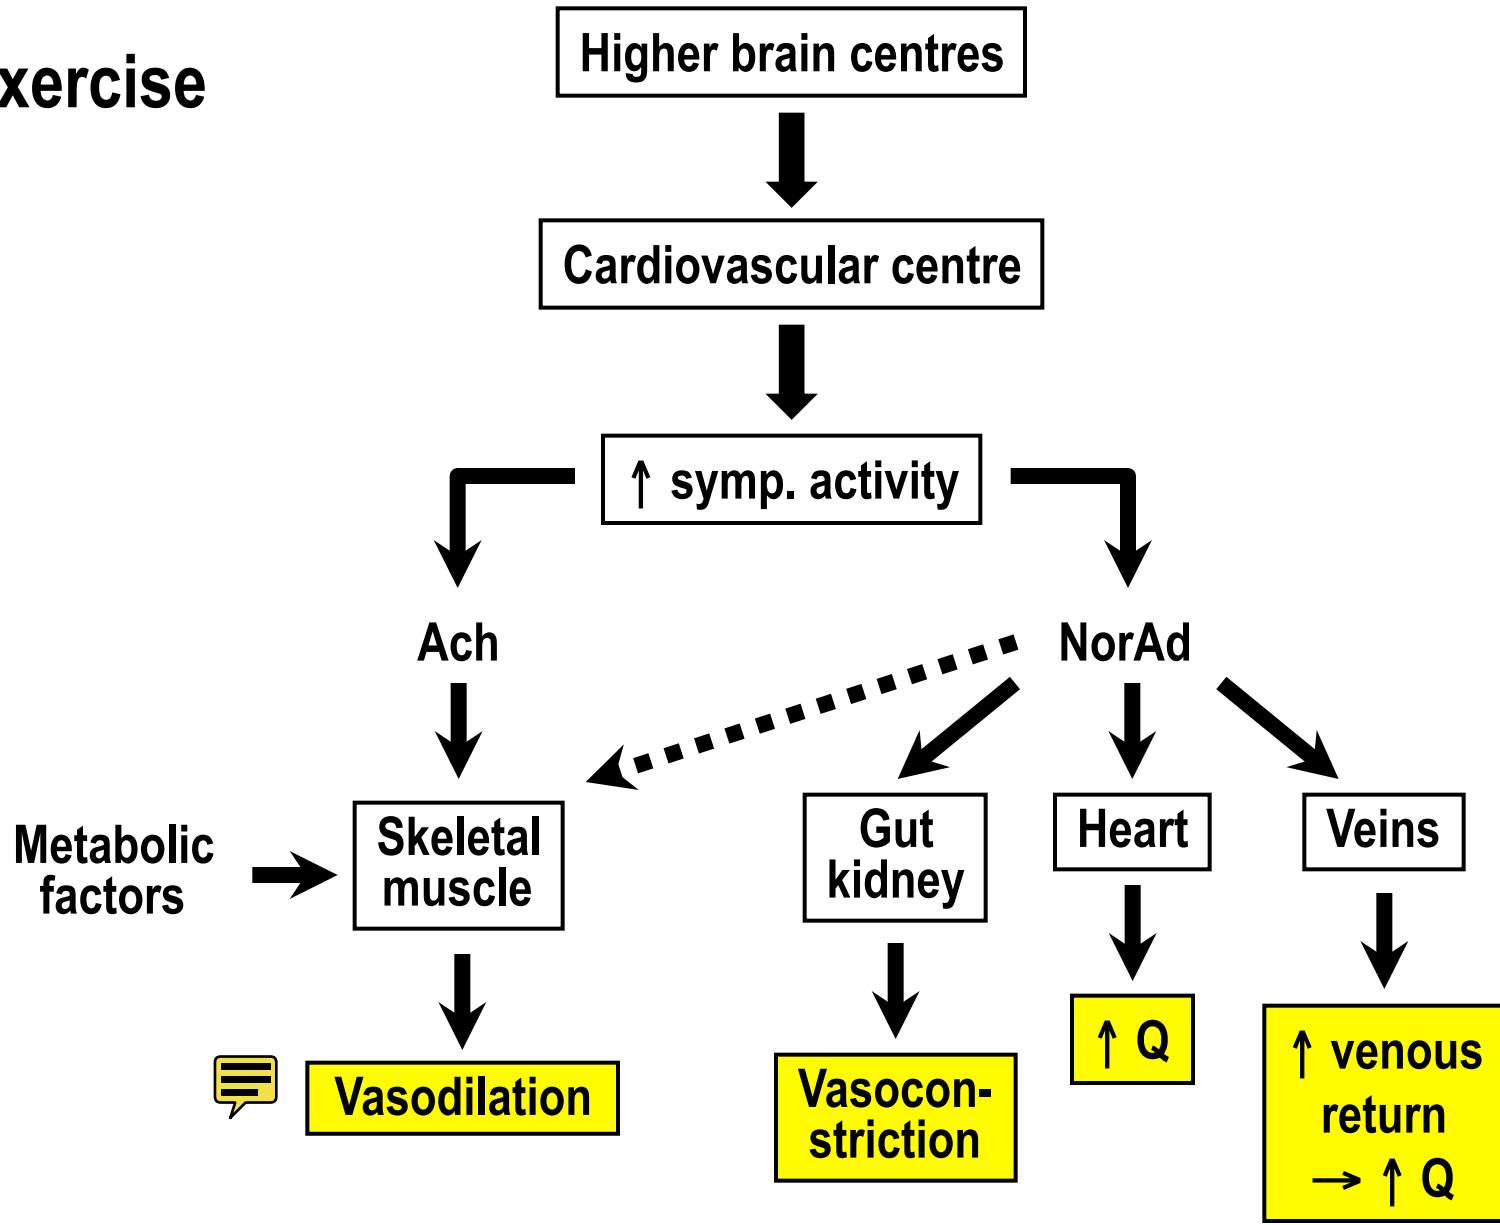 xercise
Higher brain centres
Cardiovascular centre
↑ symp. activity
Ach
NorAd
Metabolic
factors
Skeletal
muscle
Gut
kidney
Heart
Veins
Vasodilation
Vasocon-
striction
↑ Q
↑ venous
return
→ ↑ Q